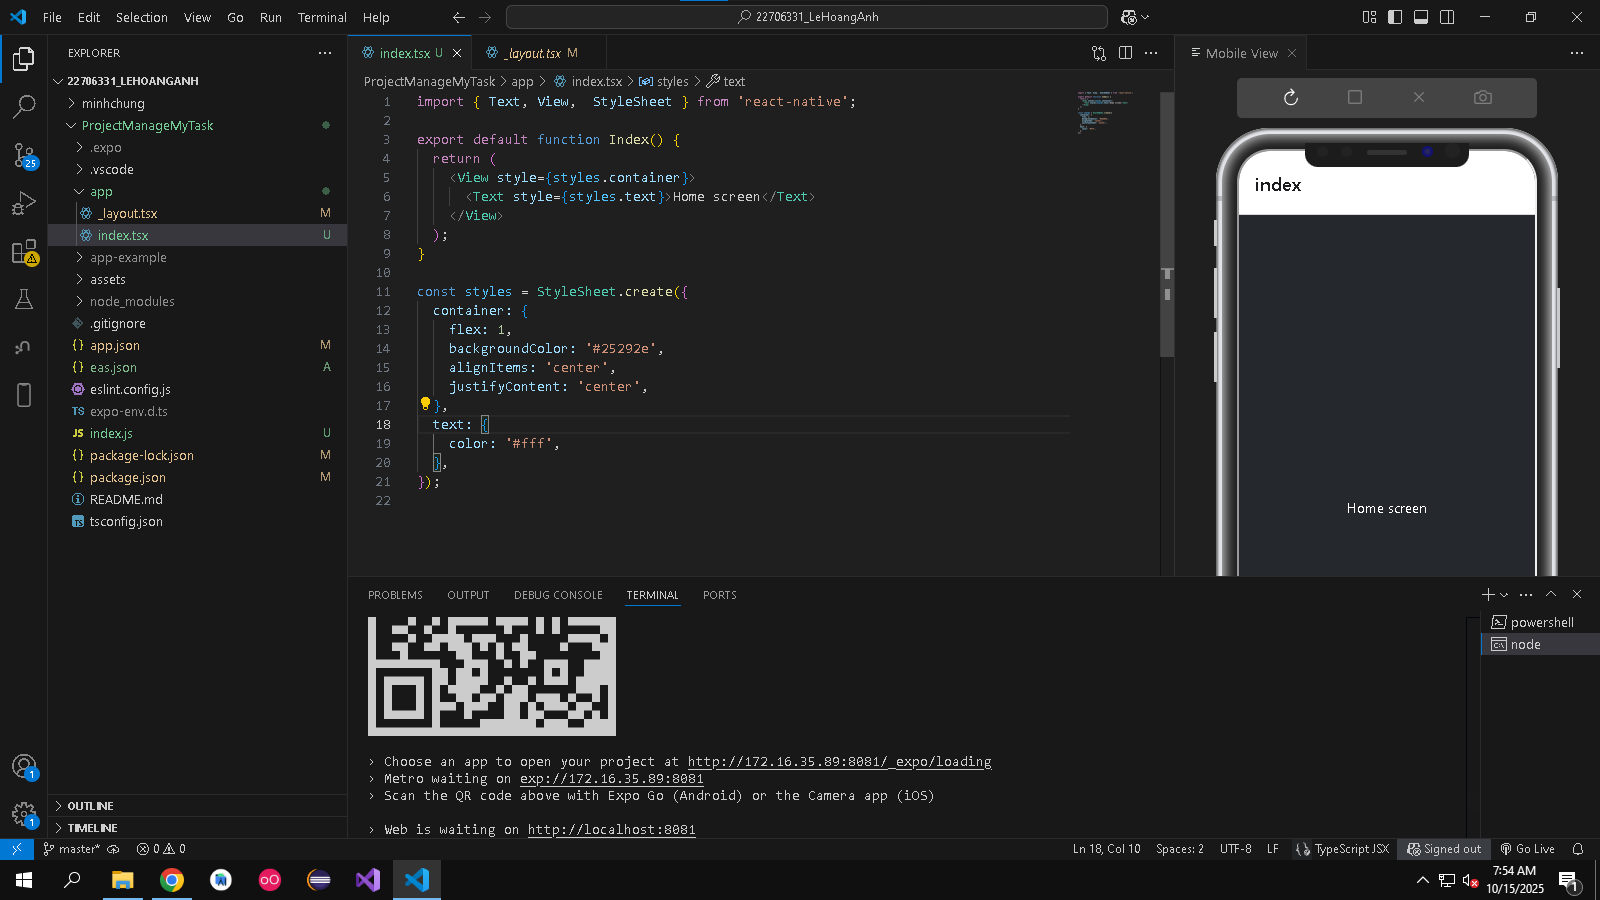 File Edit Selection View Go Run Terminal Help
22706331_LeHoangAnh
EXPLORER
22706331_LEHOANGANH
minhchung
ProjectManageMyTask
.expo
.vscode
app
_layout.tsx M
index.tsx U
app-example
assets
node_modules
.gitignore
app.json M
eas.json A
eslint.config.js
expo-env.d.ts
index.js U
package-lock.json M
package.json M
README.md
tsconfig.json
OUTLINE
TIMELINE
25
1
1
index.tsx U
_layout.tsx M
ProjectManageMyTask > app > index.tsx > styles > text
1 import { Text, View,  StyleSheet } from 'react-native';
2
3 export default function Index() {
4 return (
5 <View style={styles.container}>
6 <Text style={styles.text}>Home screen</Text>
7 </View>
8 );
9 }
10
11 const styles = StyleSheet.create({
12 container: {
13 flex: 1,
14 backgroundColor: '#25292e',
15 alignItems: 'center',
16 justifyContent: 'center',
17 },
18 text: {
19 color: '#fff',
20 },
21 });
22
Mobile View
index
Home screen
PROBLEMS OUTPUT DEBUG CONSOLE TERMINAL PORTS
powershell
node
› Choose an app to open your project at http://172.16.35.89:8081/_expo/loading
› Metro waiting on exp://172.16.35.89:8081
› Scan the QR code above with Expo Go (Android) or the Camera app (iOS)
› Web is waiting on http://localhost:8081
master* 0 0
Ln 18, Col 10 Spaces: 2 UTF-8 LF TypeScript JSX Signed out Go Live
7:54 AM
10/15/2025
1